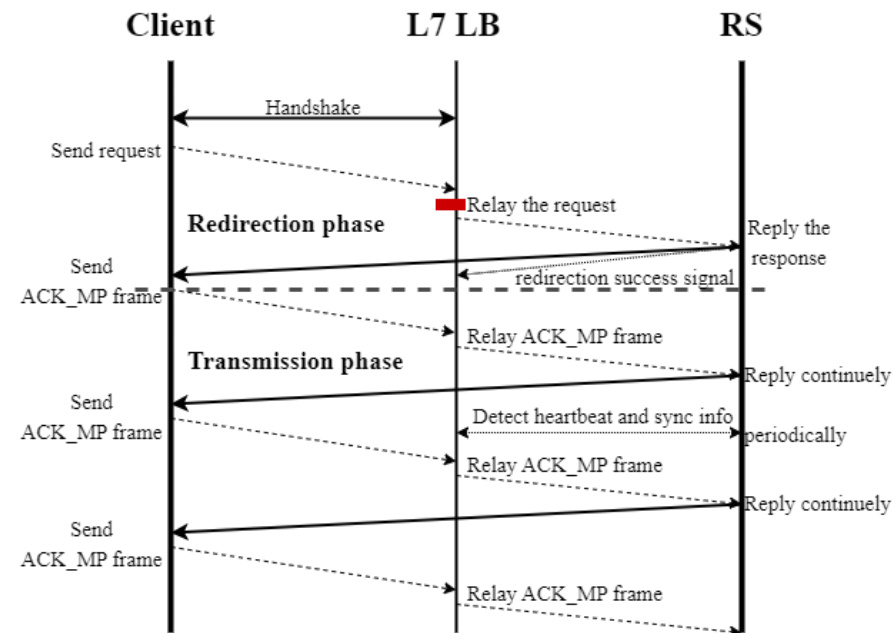 Client L7 LB RS
Handshake
Send request
Relay the request
Redirection phase
Reply the
response
Send
ACK_MP frame
redirection success signal
Relay ACK_MP frame
Transmission phase
Reply continuely
Send
ACK_MP frame
Detect heartbeat and sync info
periodically
Relay ACK_MP frame
Reply continuely
Send
ACK_MP frame
Relay ACK_MP frame